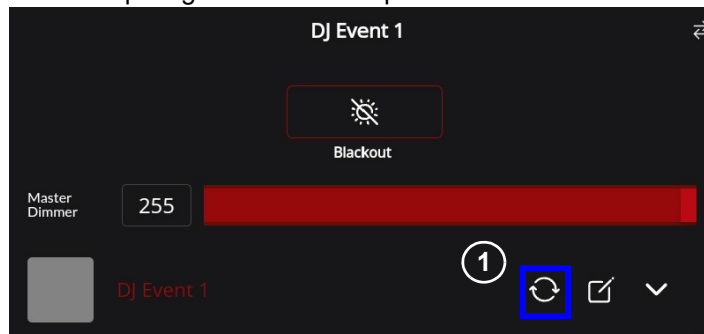 DJ Event 1
Blackout
Master
Dimmer
255
1
DJ Event 1